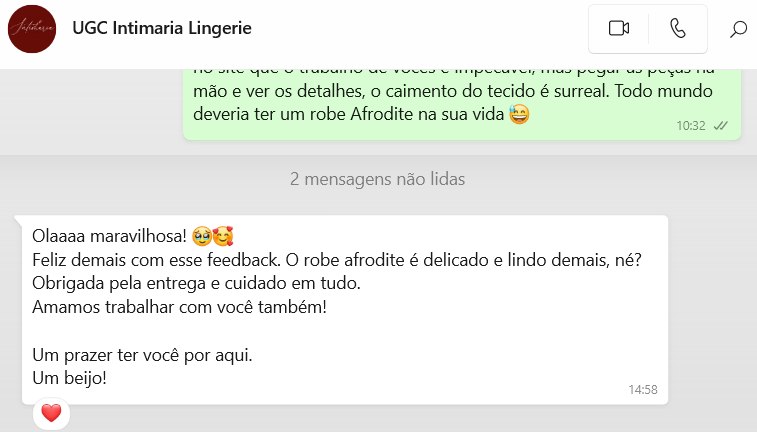 Intimaria
UGC Intimaria Lingerie
no site que o trabalho de vocês é impecável, mas pegar as peças na
mão e ver os detalhes, o caimento do tecido é surreal. Todo mundo
deveria ter um robe Afrodite na sua vida 😅
10:32
2 mensagens não lidas
Olaaaa maravilhosa! 🥹🥰
Feliz demais com esse feedback. O robe afrodite é delicado e lindo demais, né?
Obrigada pela entrega e cuidado em tudo.
Amamos trabalhar com você também!
Um prazer ter você por aqui.
Um beijo!
14:58
❤️